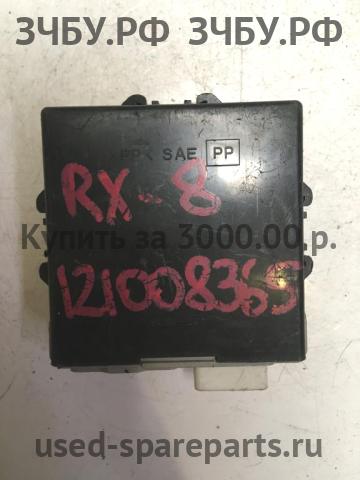 ЗЧБУ.РФ ЗЧБУ.РФ
SAE PP
RX-8
Купить за 3000.00.р.
121008365
used-spareparts.ru